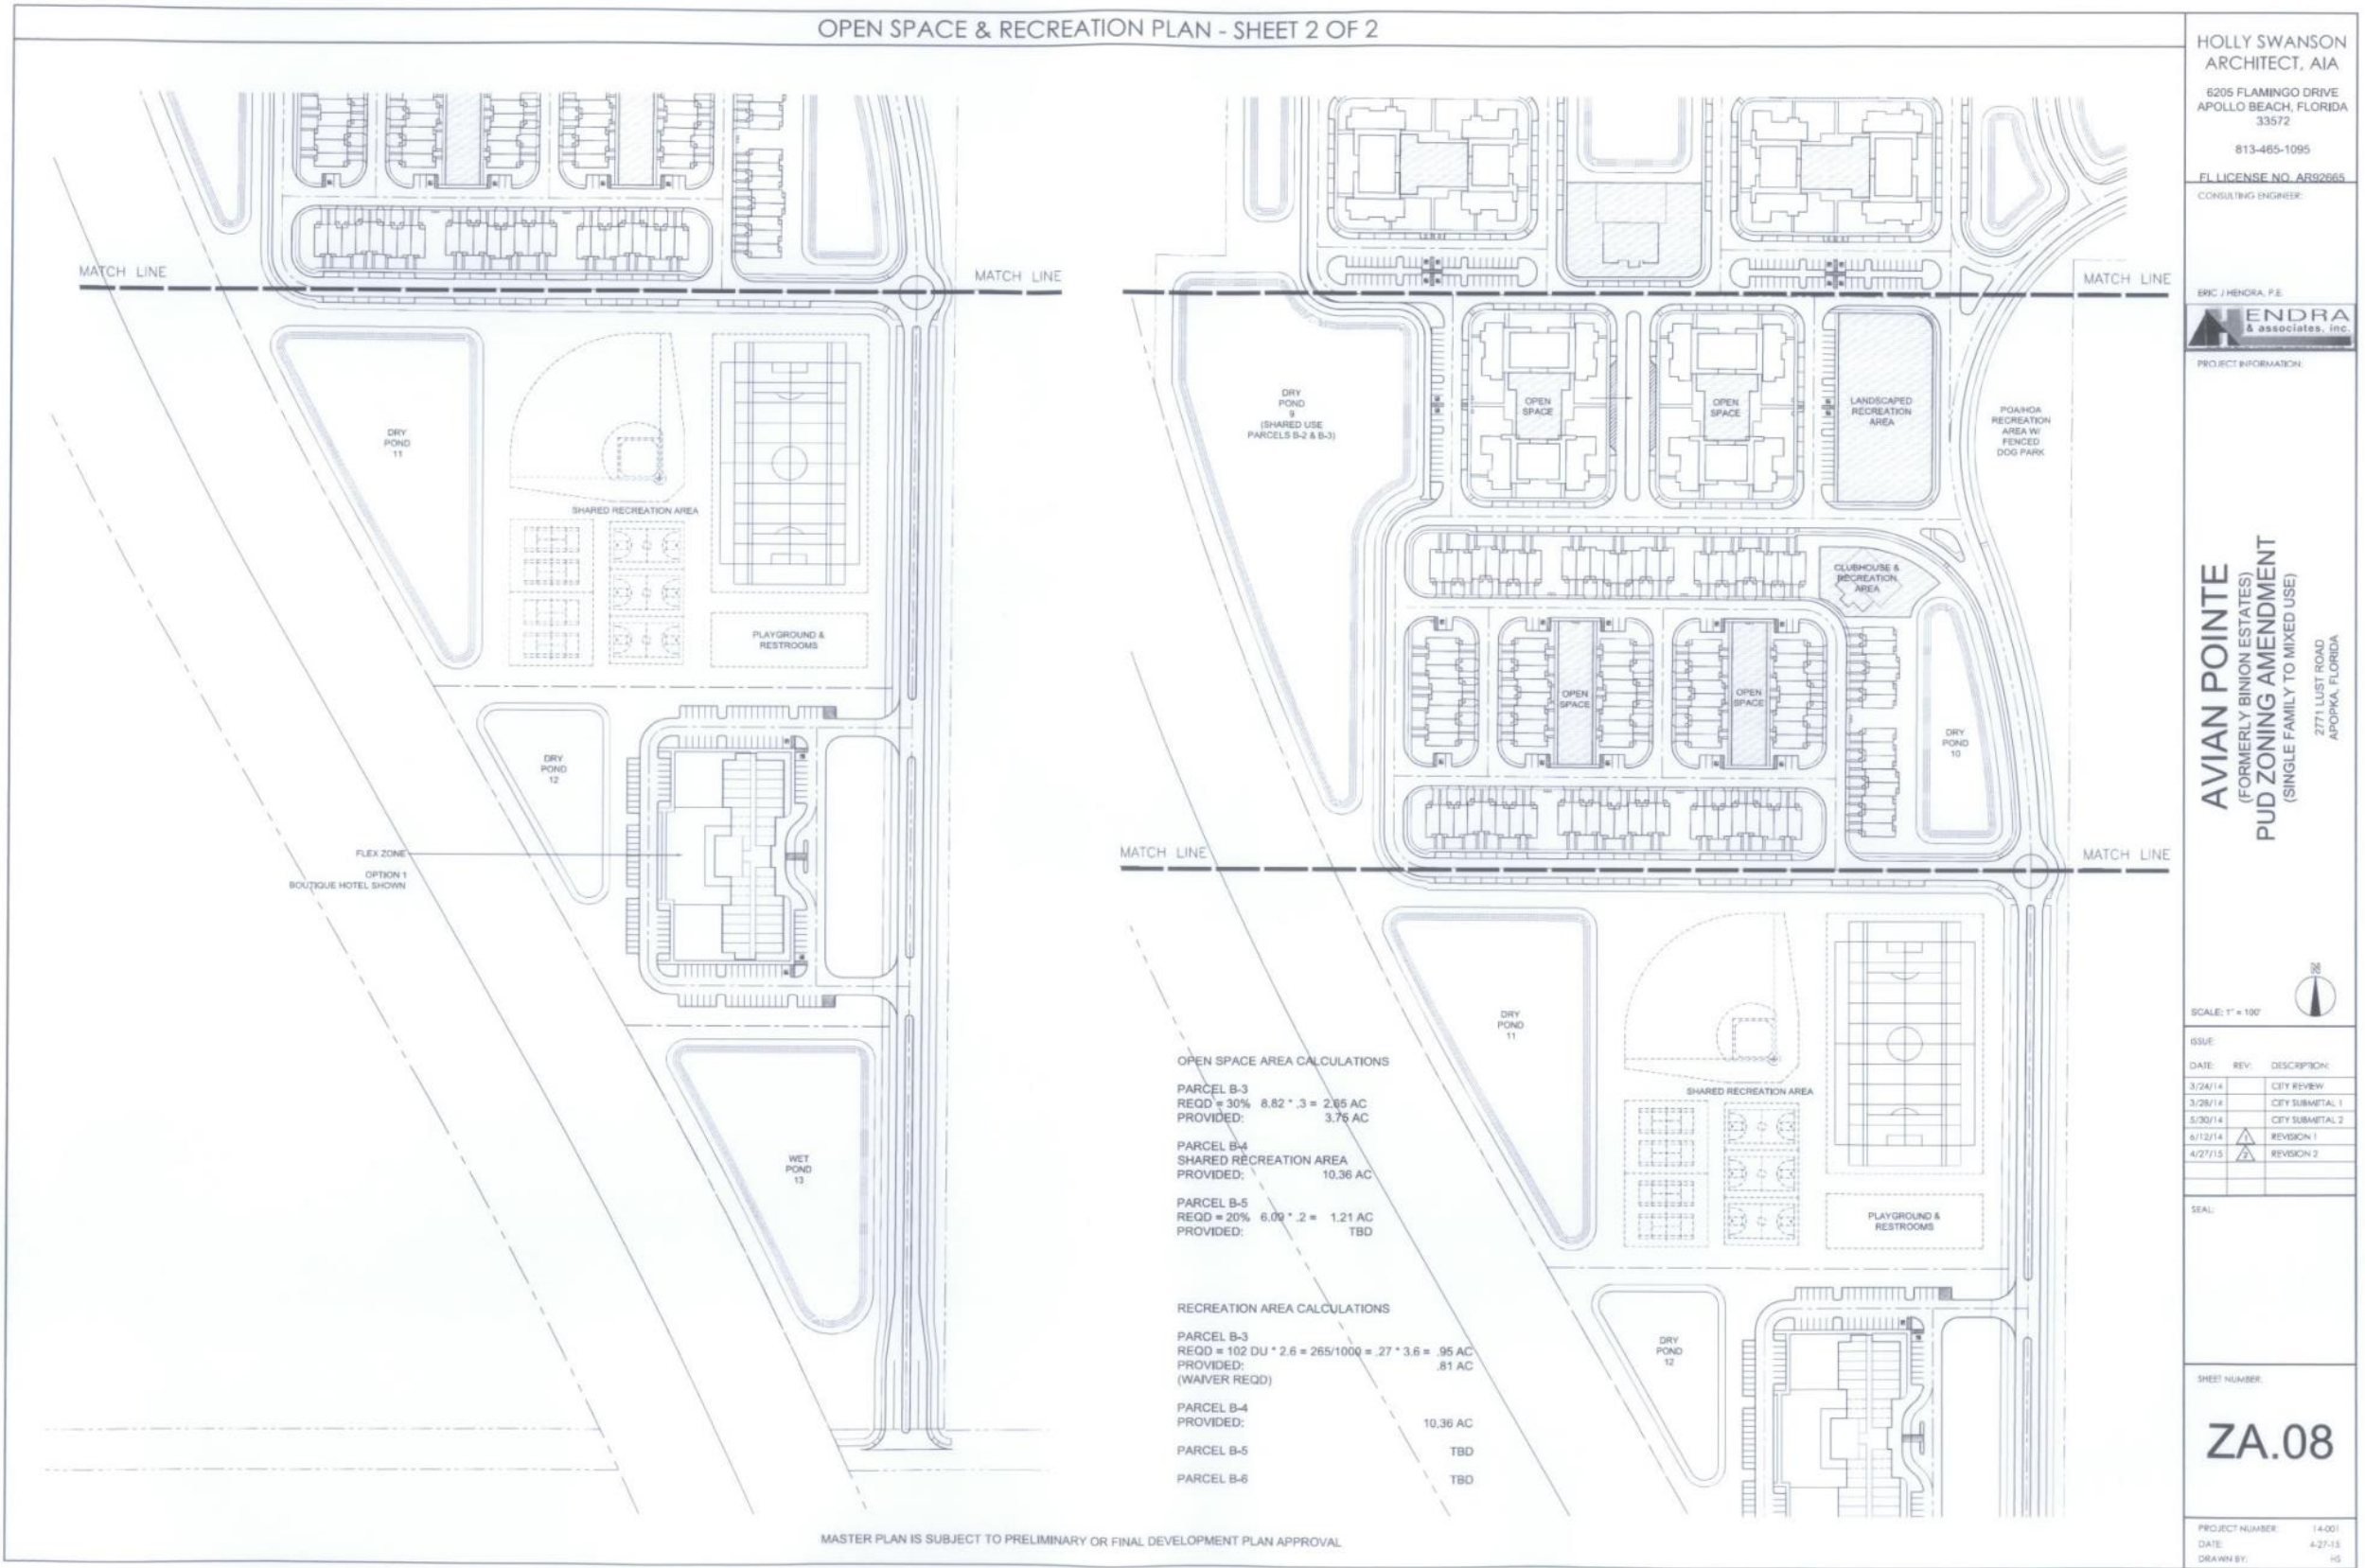 OPEN SPACE & RECREATION PLAN - SHEET 2 OF 2
MATCH LINE
MATCH LINE
DRY
POND
11
SHARED RECREATION AREA
PLAYGROUND &
RESTROOMS
DRY
POND
12
FLEX ZONE
OPTION 1
BOUTIQUE HOTEL SHOWN
WET
POND
13
MATCH LINE
DRY
POND
9
(SHARED USE
PARCELS B-2 & B-3)
OPEN
SPACE
OPEN
SPACE
LANDSCAPED
RECREATION
AREA
POA/HOA
RECREATION
AREA W/
FENCED
DOG PARK
CLUBHOUSE &
RECREATION
AREA
OPEN
SPACE
OPEN
SPACE
DRY
POND
10
MATCH LINE
MATCH LINE
DRY
POND
11
SHARED RECREATION AREA
PLAYGROUND &
RESTROOMS
DRY
POND
12
OPEN SPACE AREA CALCULATIONS
PARCEL B-3
REQD = 30% 8.82 * .3 = 2.65 AC
PROVIDED: 3.75 AC
PARCEL B-4
SHARED RECREATION AREA
PROVIDED: 10.36 AC
PARCEL B-5
REQD = 20% 6.09 * .2 = 1.21 AC
PROVIDED: TBD
RECREATION AREA CALCULATIONS
PARCEL B-3
REQD = 102 DU * 2.6 = 265/1000 = .27 * 3.6 = .95 AC
PROVIDED: .81 AC
(WAIVER REQD)
PARCEL B-4
PROVIDED: 10.36 AC
PARCEL B-5 TBD
PARCEL B-6 TBD
MASTER PLAN IS SUBJECT TO PRELIMINARY OR FINAL DEVELOPMENT PLAN APPROVAL
HOLLY SWANSON
ARCHITECT, AIA
6205 FLAMINGO DRIVE
APOLLO BEACH, FLORIDA
33572
813-465-1095
FL LICENSE NO. AR92665
CONSULTING ENGINEER:
ERIC J HENDRA, P.E.
HENDRA
& associates, inc.
PROJECT INFORMATION:
AVIAN POINTE
(FORMERLY BINION ESTATES)
PUD ZONING AMENDMENT
(SINGLE FAMILY TO MIXED USE)
2771 LUST ROAD
APOPKA, FLORIDA
SCALE: 1" = 100'
ISSUE:
DATE: REV: DESCRIPTION:
3/24/14 CITY REVIEW
3/28/14 CITY SUBMITTAL 1
5/30/14 CITY SUBMITTAL 2
6/12/14 1 REVISION 1
4/27/15 2 REVISION 2
SEAL:
SHEET NUMBER:
ZA.08
PROJECT NUMBER: 14-001
DATE: 4-27-15
DRAWN BY: HS